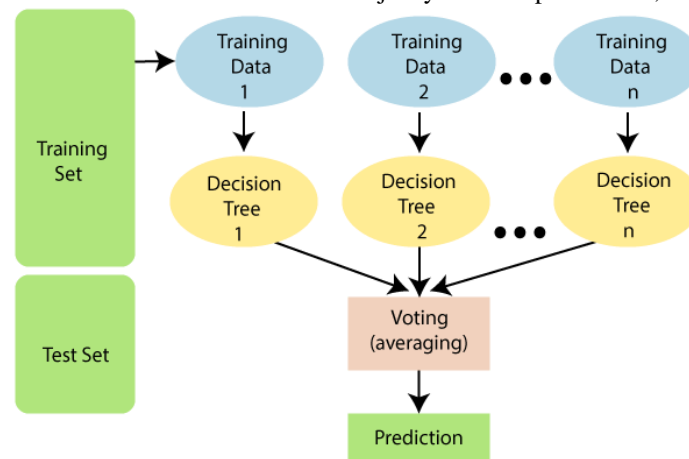 Training
Data
1
Training
Data
2
Training
Data
n
Training
Set
Decision
Tree
1
Decision
Tree
2
Decision
Tree
n
Test Set
Voting
(averaging)
Prediction